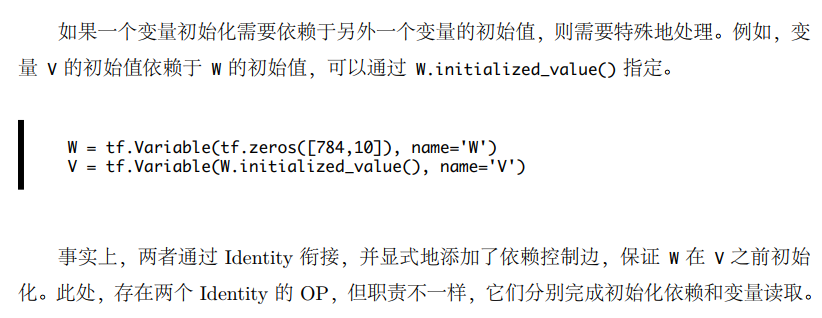 如果一个变量初始化需要依赖于另外一个变量的初始值，则需要特殊地处理。例如，变
量 V 的初始值依赖于 W 的初始值，可以通过 W.initialized_value() 指定。
W = tf.Variable(tf.zeros([784,10]), name='W')
V = tf.Variable(W.initialized_value(), name='V')
事实上，两者通过 Identity 衔接，并显式地添加了依赖控制边，保证 W 在 V 之前初始
化。此处，存在两个 Identity 的 OP，但职责不一样，它们分别完成初始化依赖和变量读取。